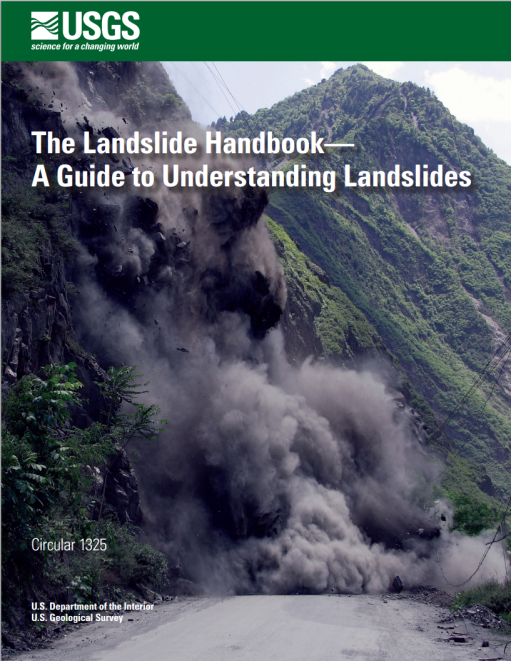 USGS
science for a changing world
The Landslide Handbook—
A Guide to Understanding Landslides
Circular 1325
U.S. Department of the Interior
U.S. Geological Survey